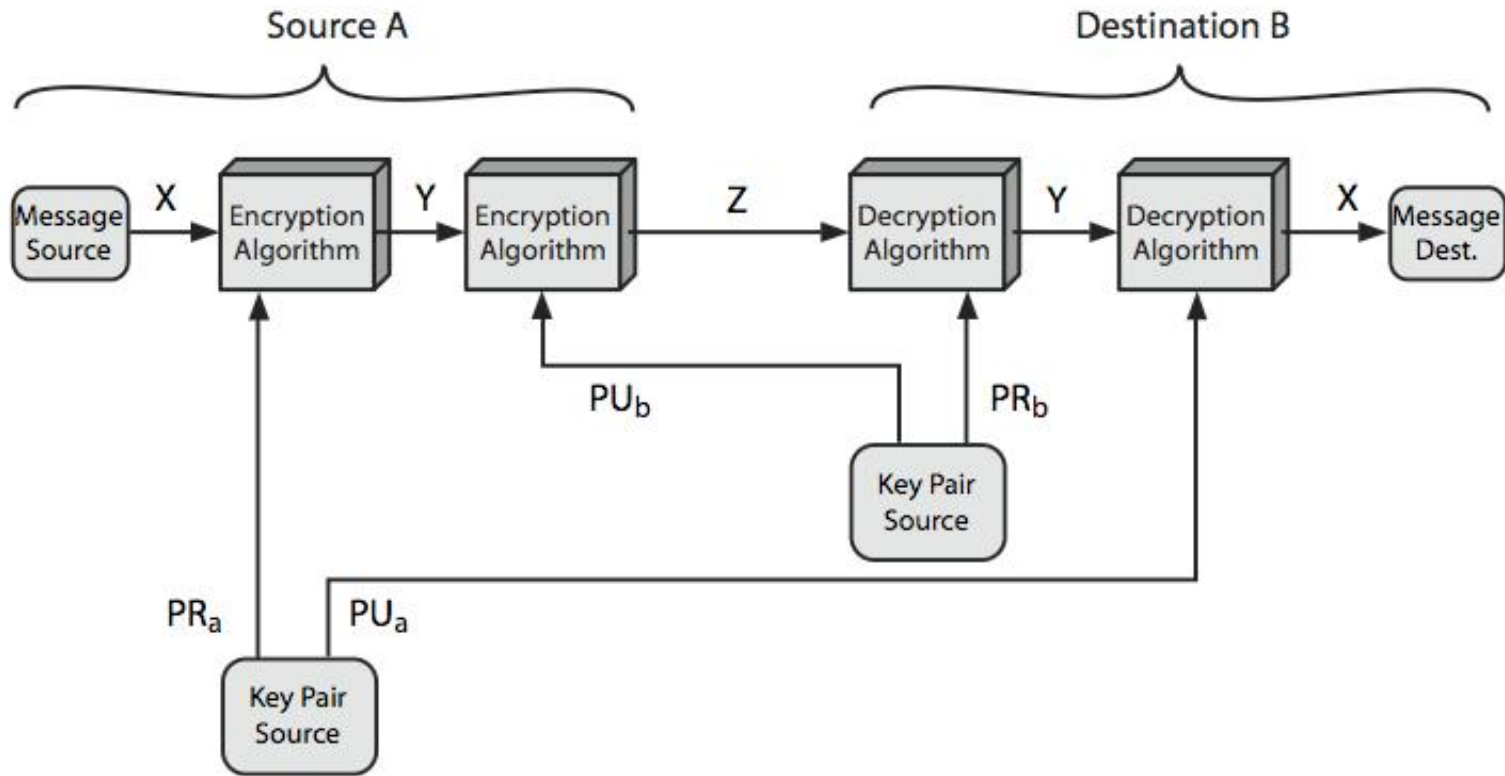 Source A
Destination B
Message
Source
X
Encryption
Algorithm
Y
Encryption
Algorithm
Z
Decryption
Algorithm
Y
Decryption
Algorithm
X
Message
Dest.
PUb
PRb
Key Pair
Source
PRa
PUa
Key Pair
Source